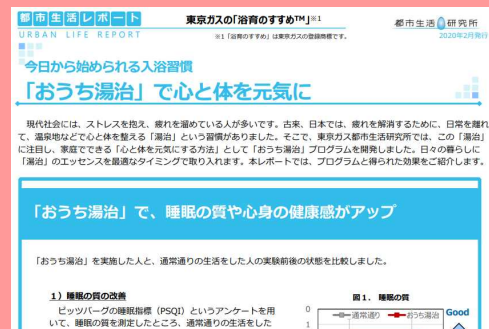 都市生活レポート
URBAN LIFE REPORT
東京ガスの「浴育のすすめ™」※1
※1「浴育のすすめ」は東京ガスの登録商標です。
都市生活研究所
2020年2月発行
今日から始められる入浴習慣
「おうち湯治」で心と体を元気に
現代社会には、ストレスを抱え、疲れを溜めている人が多いです。古来、日本では、疲れを解消するために、日常を離れ
て、温泉地などで心と体を整える「湯治」という習慣がありました。そこで、東京ガス都市生活研究所では、この「湯治」
に注目し、家庭でできる「心と体を元気にする方法」として「おうち湯治」プログラムを開発しました。日々の暮らしに
「湯治」のエッセンスを最適なタイミングで取り入れます。本レポートでは、プログラムと得られた効果をご紹介します。
「おうち湯治」で、睡眠の質や心身の健康感がアップ
「おうち湯治」を実施した人と、通常通りの生活をした人の実験前後の状態を比較しました。
1）睡眠の質の改善
ピッツバーグの睡眠指標（PSQI）というアンケートを用
いて、睡眠の質を測定したところ、通常通りの生活をした
図1. 睡眠の質
0
通常通り
おうち湯治
Good
1